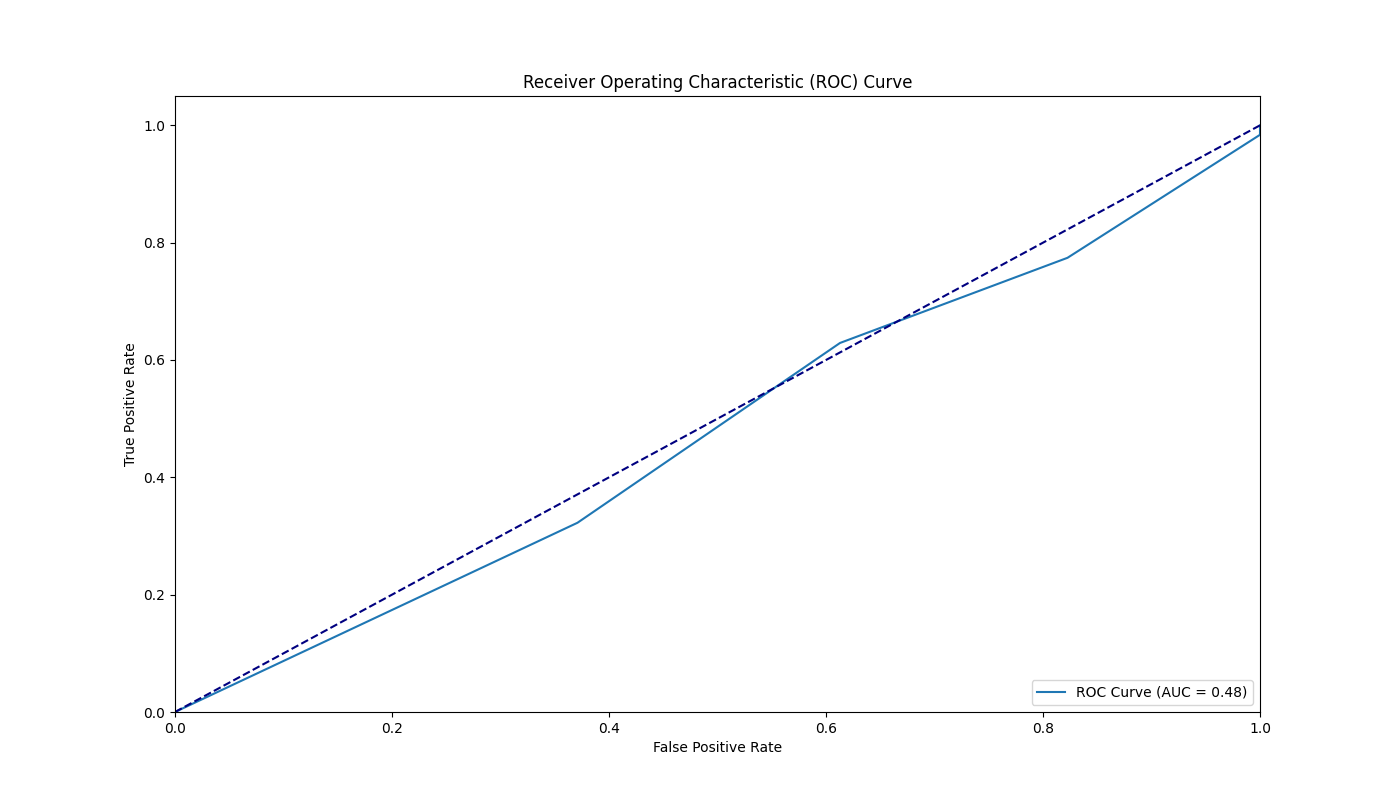 Receiver Operating Characteristic (ROC) Curve
1.0
0.8
0.6
0.4
0.2
0.0
True Positive Rate
ROC Curve (AUC = 0.48)
0.0 0.2 0.4 0.6 0.8 1.0
False Positive Rate